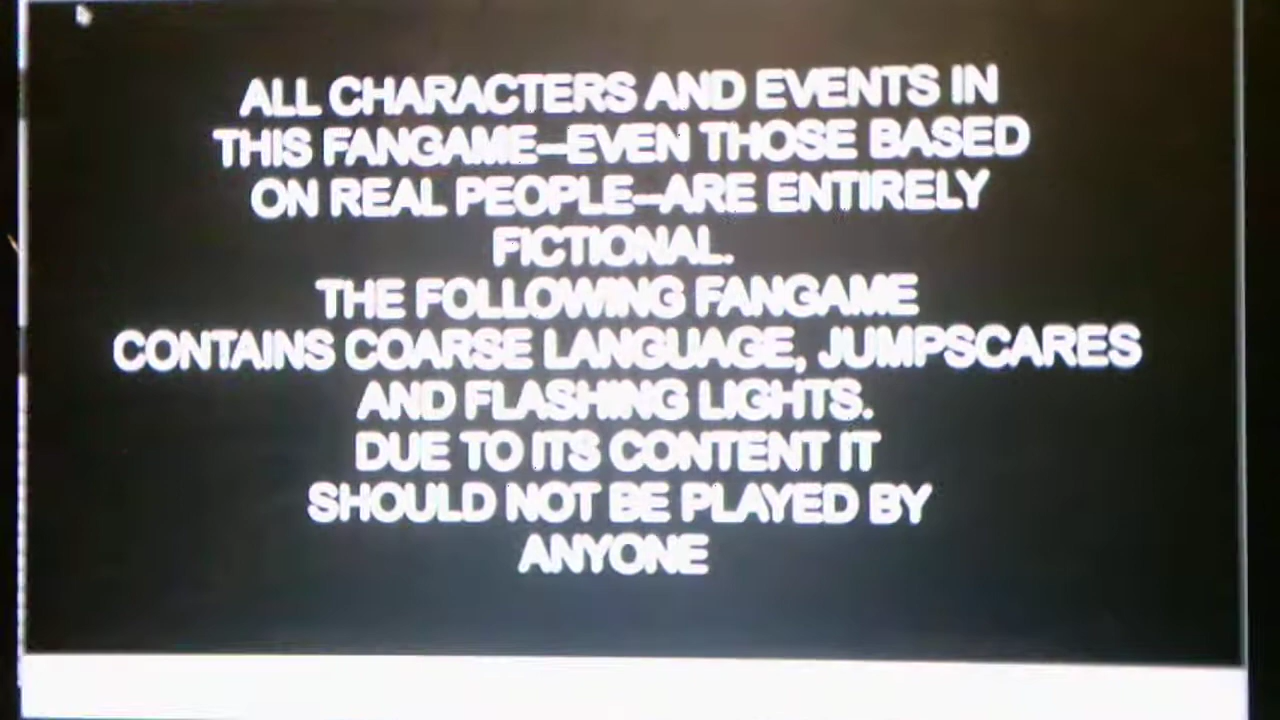 ALL CHARACTERS AND EVENTS IN
THIS FANGAME—EVEN THOSE BASED
ON REAL PEOPLE—ARE ENTIRELY
FICTIONAL.
THE FOLLOWING FANGAME
CONTAINS COARSE LANGUAGE, JUMPSCARES
AND FLASHING LIGHTS.
DUE TO ITS CONTENT IT
SHOULD NOT BE PLAYED BY
ANYONE